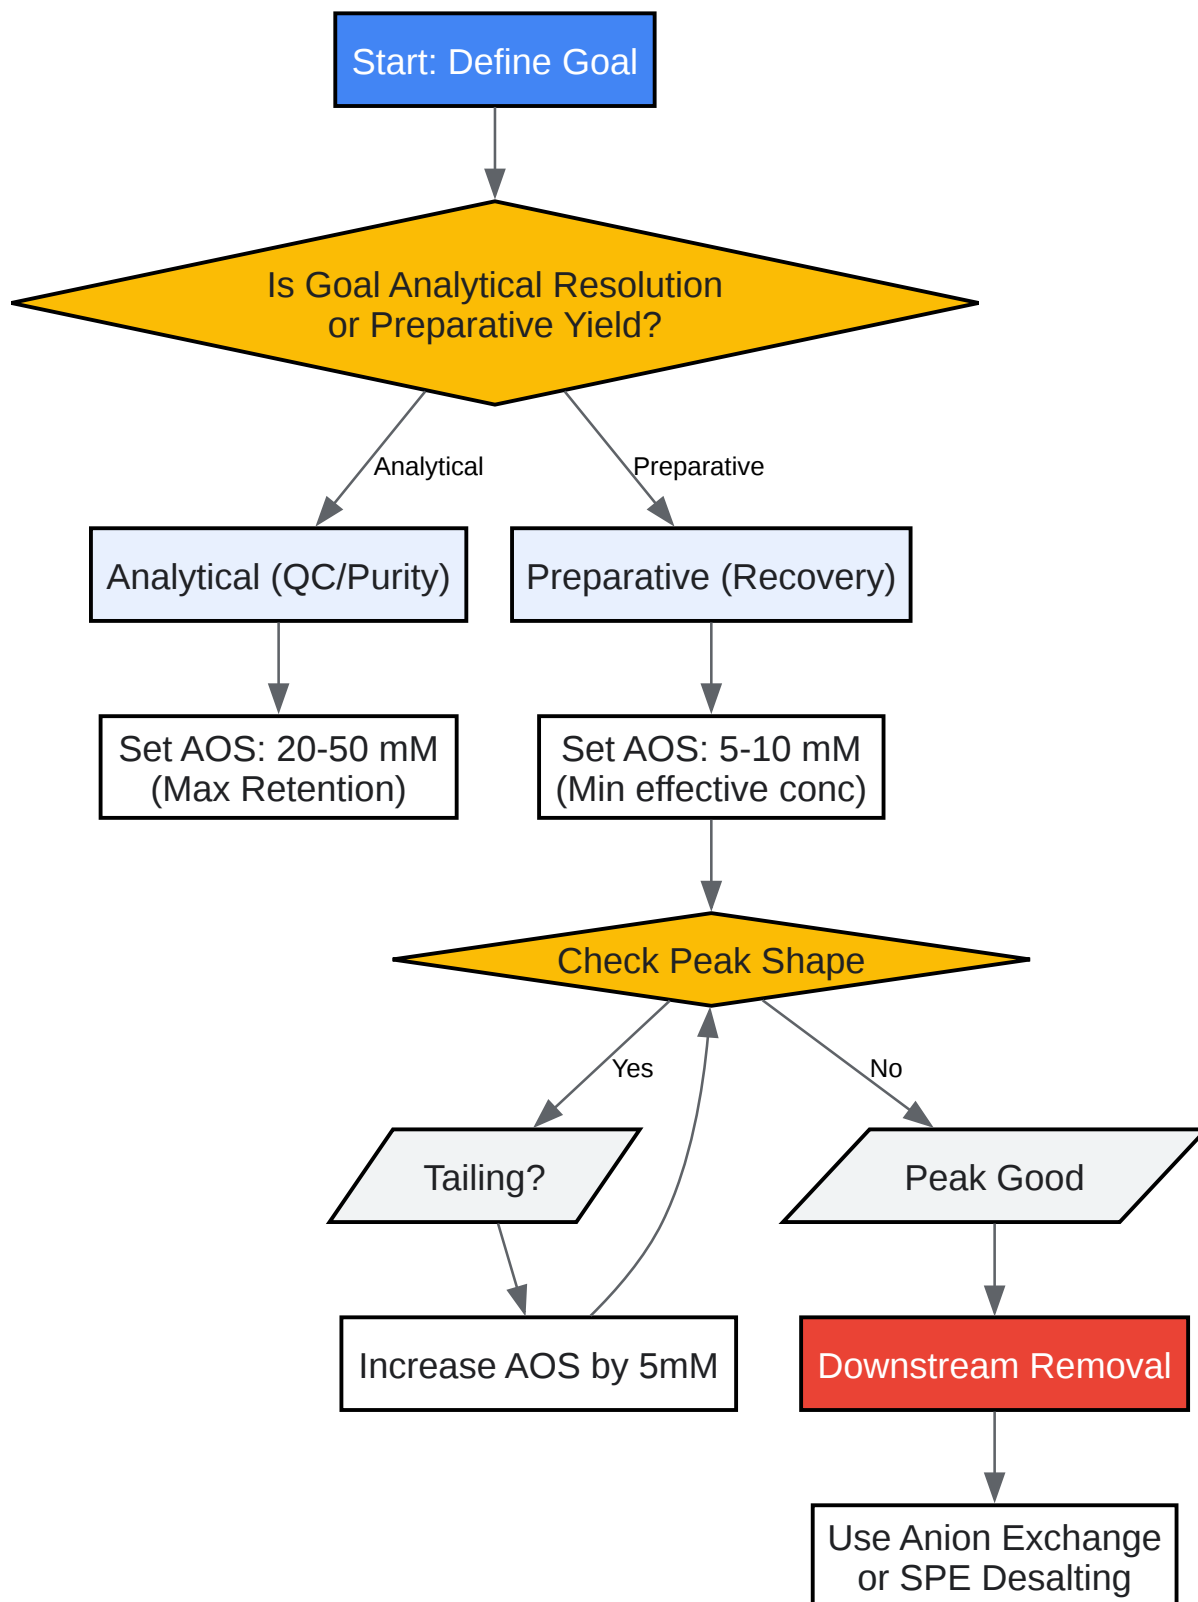 Start: Define Goal
Is Goal Analytical Resolution
or Preparative Yield?
Analytical
Preparative
Analytical (QC/Purity)
Preparative (Recovery)
Set AOS: 20-50 mM
(Max Retention)
Set AOS: 5-10 mM
(Min effective conc)
Check Peak Shape
Yes
No
Tailing?
Peak Good
Increase AOS by 5mM
Downstream Removal
Use Anion Exchange
or SPE Desalting